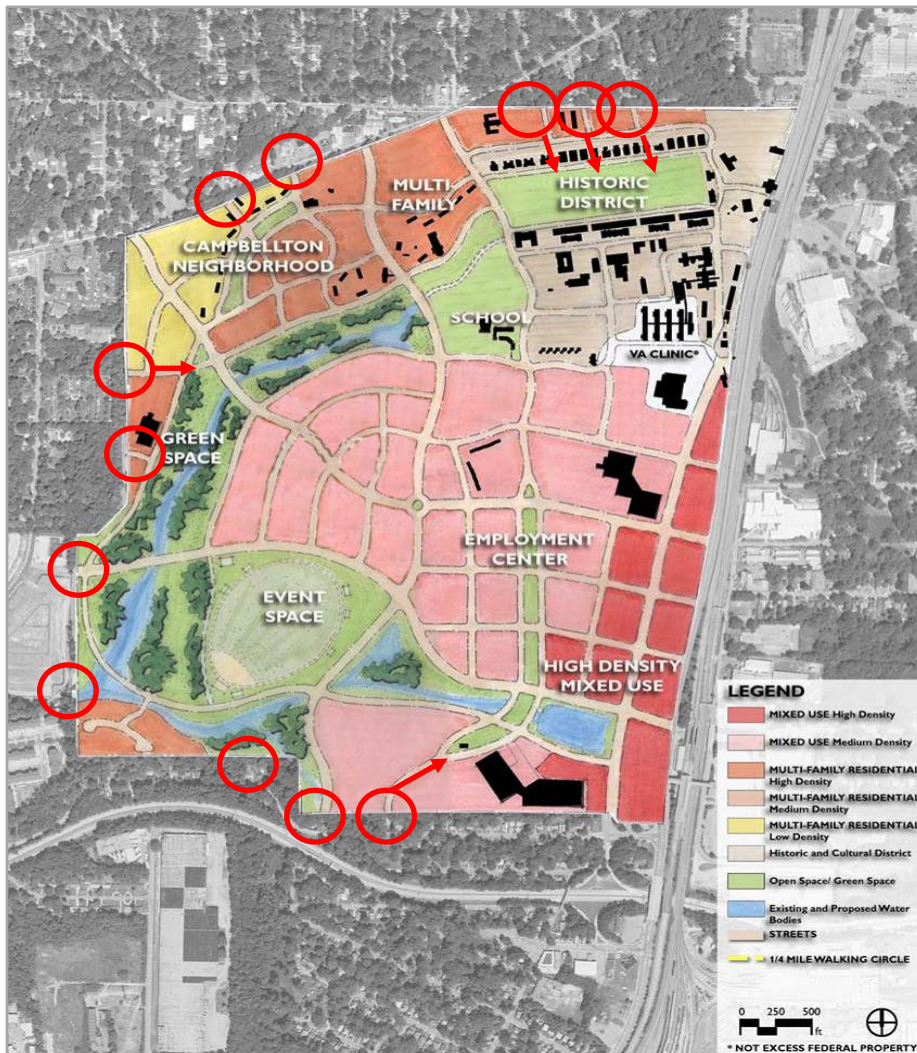 HISTORIC
DISTRICT
MULTI-
FAMILY
CAMPBELLTON
NEIGHBORHOOD
SCHOOL
VA CLINIC*
GREEN
SPACE
EMPLOYMENT
CENTER
EVENT
SPACE
HIGH DENSITY
MIXED USE
LEGEND
MIXED USE High Density
MIXED USE Medium Density
MULTI-FAMILY RESIDENTIAL
High Density
MULTI-FAMILY RESIDENTIAL
Medium Density
MULTI-FAMILY RESIDENTIAL
Low Density
Historic and Cultural District
Open Space/ Green Space
Existing and Proposed Water
Bodies
STREETS
1/4 MILE WALKING CIRCLE
0 250 500
ft.
* NOT EXCESS FEDERAL PROPERTY